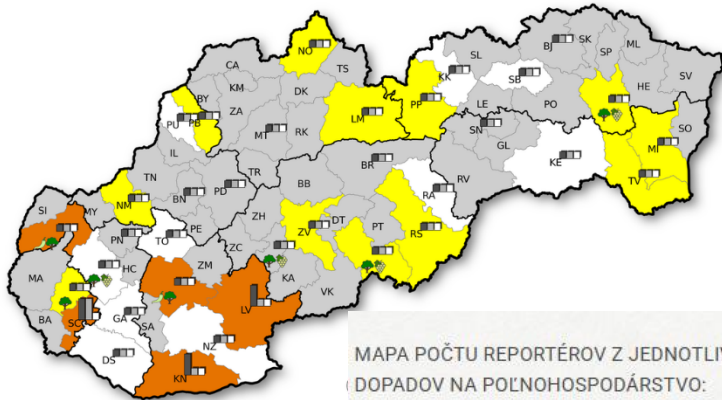 NO
CA
TS
BJ
SK
SP
ML
SL
KK
SB
HE
SV
BY
KM
DK
PU
PB
ZA
LM
PP
LE
PO
MT
RK
SN
GL
SO
IL
MI
TN
TR
BR
RV
KE
TV
BN
PD
BB
RA
NM
SI
MY
PE
ZH
DT
PT
RS
PN
TO
ZV
ZC
HC
ZM
KA
VK
MA
LV
BA
SC
GA
SA
NZ
DS
KN
MAPA POČTU REPORTÉROV Z JEDNOTLIV
DOPADOV NA POĽNOHOSPODÁRSTVO: